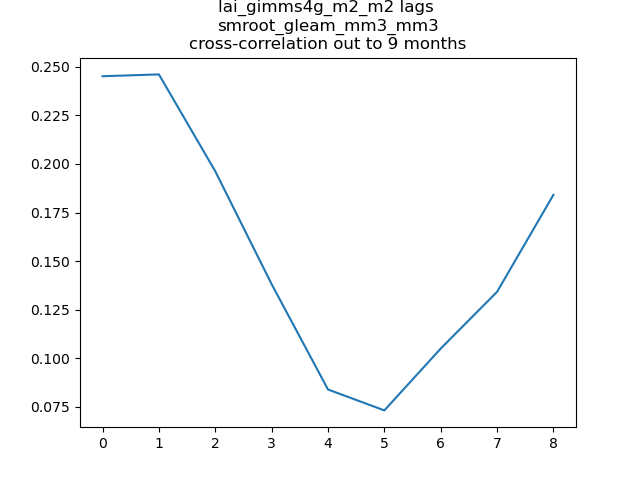 lai_gimms4g_m2_m2 lags
smroot_gleam_mm3_mm3
cross-correlation out to 9 months
0.250
0.225
0.200
0.175
0.150
0.125
0.100
0.075
0 1 2 3 4 5 6 7 8